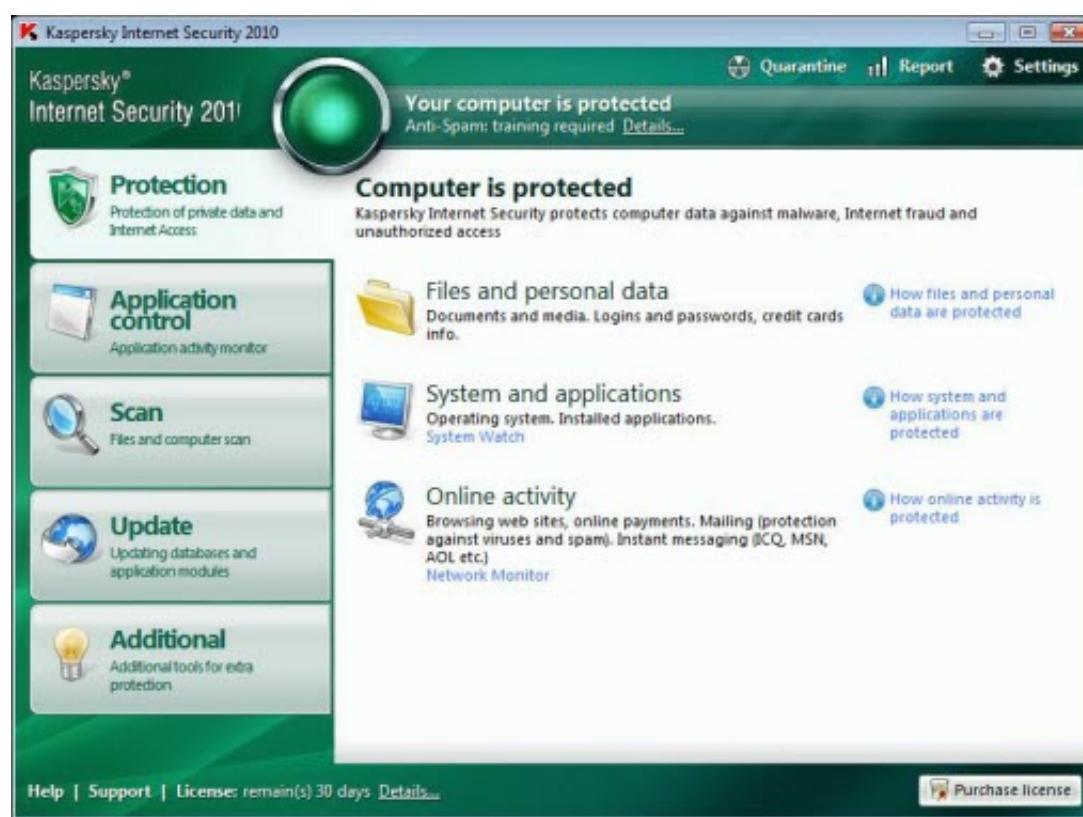 Kaspersky Internet Security 2010
Quarantine Report Settings
Kaspersky®
Internet Security 201
Your computer is protected
Anti-Spam: training required Details...
Protection
Protection of private data and
Internet Access
Application
control
Application activity monitor
Scan
Files and computer scan
Update
Updating databases and
application modules
Additional
Additional tools for extra
protection
Computer is protected
Kaspersky Internet Security protects computer data against malware, Internet fraud and
unauthorized access
Files and personal data
Documents and media. Logins and passwords, credit cards
info.
How files and personal
data are protected
System and applications
Operating system. Installed applications.
System Watch
How system and
applications are
protected
Online activity
Browsing web sites, online payments. Mailing (protection
against viruses and spam). Instant messaging (ICQ, MSN,
AOL etc.)
Network Monitor
How online activity is
protected
Help | Support | License: remain(s) 30 days Details...
Purchase license